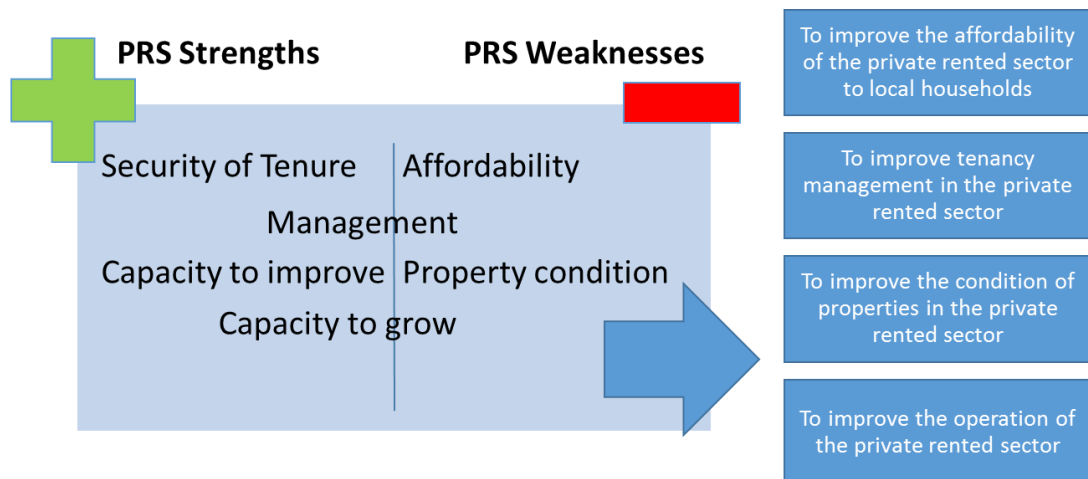 PRS Strengths
PRS Weaknesses
Security of Tenure
Affordability
Management
Capacity to improve
Property condition
Capacity to grow
To improve the affordability
of the private rented sector
to local households
To improve tenancy
management in the private
rented sector
To improve the condition of
properties in the private
rented sector
To improve the operation of
the private rented sector